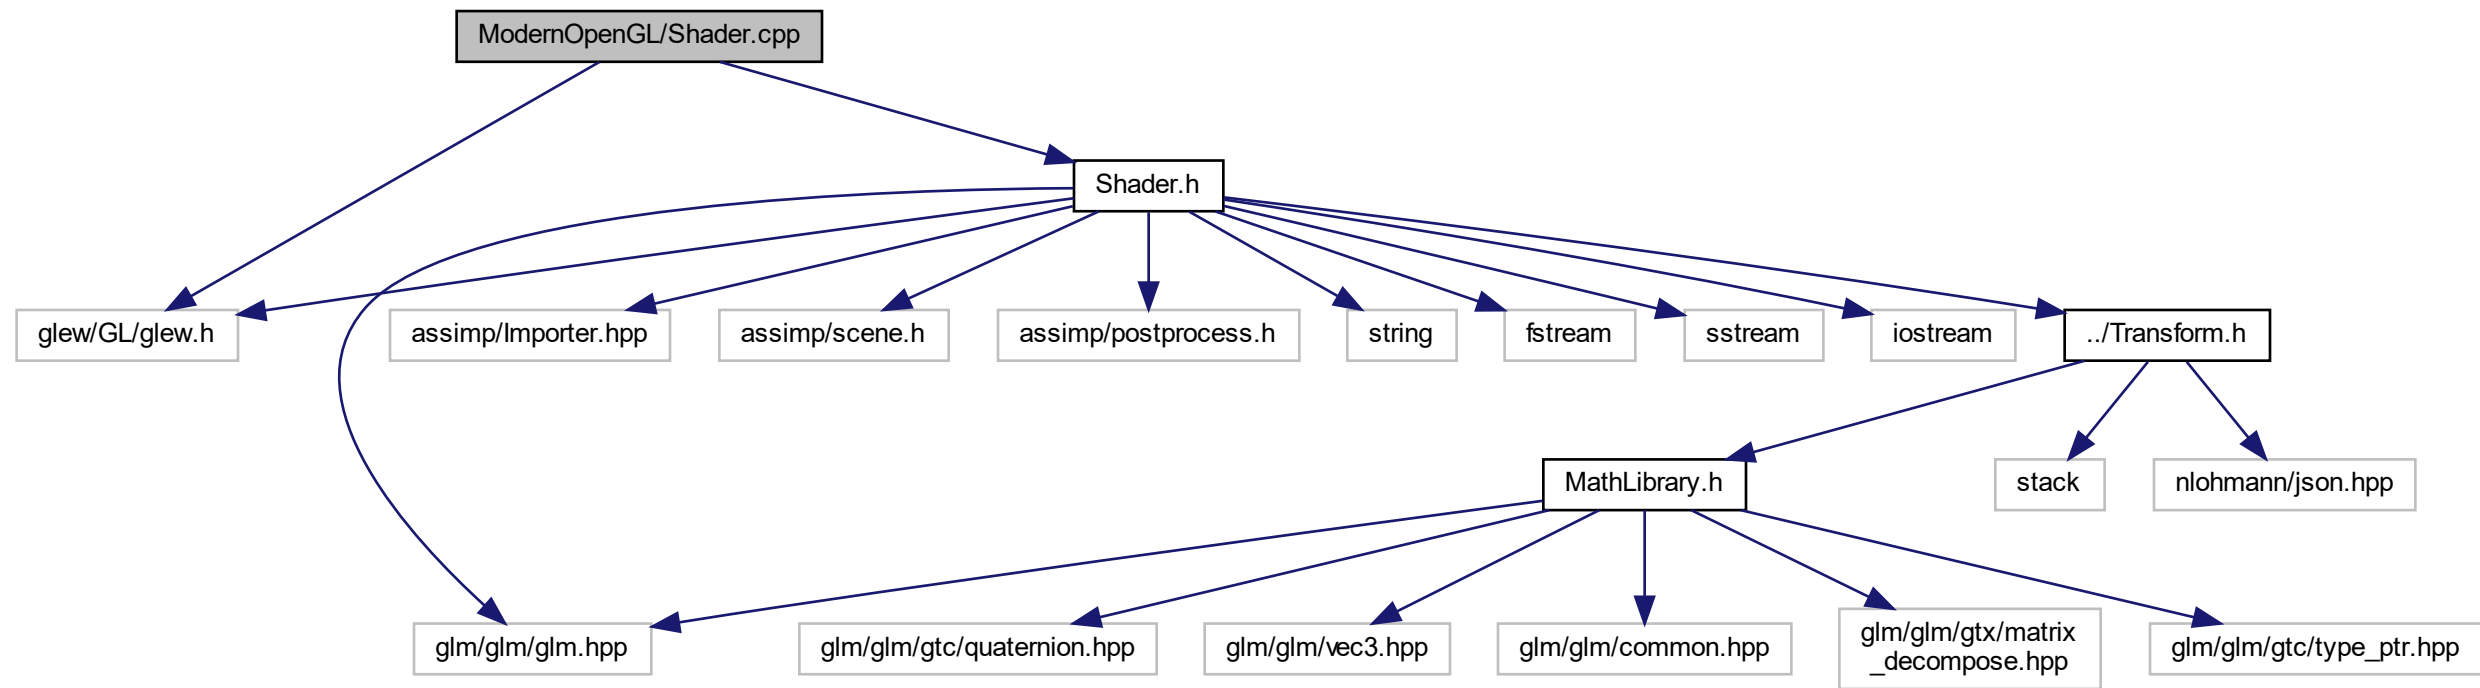 ModernOpenGL/Shader.cpp
Shader.h
glew/GL/glew.h
assimp/Importer.hpp
assimp/scene.h
assimp/postprocess.h
string
fstream
sstream
iostream
../Transform.h
MathLibrary.h
stack
nlohmann/json.hpp
glm/glm/glm.hpp
glm/glm/gtc/quaternion.hpp
glm/glm/vec3.hpp
glm/glm/common.hpp
glm/glm/gtx/matrix
_decompose.hpp
glm/glm/gtc/type_ptr.hpp